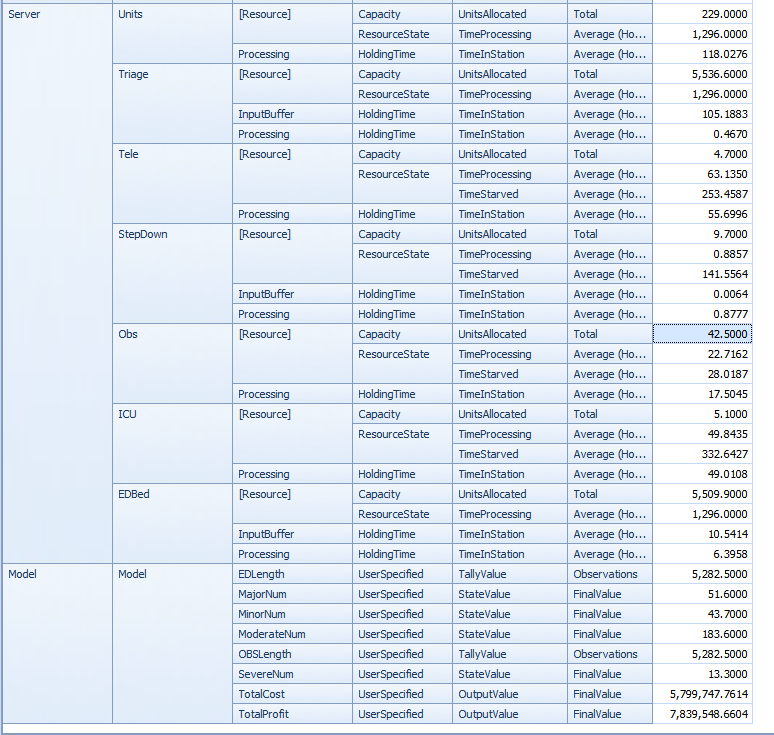 Server Units [Resource] Capacity UnitsAllocated Total 229.0000
ResourceState TimeProcessing Average (Ho... 1,296.0000
Processing HoldingTime TimeInStation Average (Ho... 118.0276
Triage [Resource] Capacity UnitsAllocated Total 5,536.6000
ResourceState TimeProcessing Average (Ho... 1,296.0000
InputBuffer HoldingTime TimeInStation Average (Ho... 105.1883
Processing HoldingTime TimeInStation Average (Ho... 0.4670
Tele [Resource] Capacity UnitsAllocated Total 4.7000
ResourceState TimeProcessing Average (Ho... 63.1350
TimeStarved Average (Ho... 253.4587
Processing HoldingTime TimeInStation Average (Ho... 55.6996
StepDown [Resource] Capacity UnitsAllocated Total 9.7000
ResourceState TimeProcessing Average (Ho... 0.8857
TimeStarved Average (Ho... 141.5564
InputBuffer HoldingTime TimeInStation Average (Ho... 0.0064
Processing HoldingTime TimeInStation Average (Ho... 0.8777
Obs [Resource] Capacity UnitsAllocated Total 42.5000
ResourceState TimeProcessing Average (Ho... 22.7162
TimeStarved Average (Ho... 28.0187
Processing HoldingTime TimeInStation Average (Ho... 17.5045
ICU [Resource] Capacity UnitsAllocated Total 5.1000
ResourceState TimeProcessing Average (Ho... 49.8435
TimeStarved Average (Ho... 332.6427
Processing HoldingTime TimeInStation Average (Ho... 49.0108
EDBed [Resource] Capacity UnitsAllocated Total 5,509.9000
ResourceState TimeProcessing Average (Ho... 1,296.0000
InputBuffer HoldingTime TimeInStation Average (Ho... 10.5414
Processing HoldingTime TimeInStation Average (Ho... 6.3958
Model Model EDLength UserSpecified TallyValue Observations 5,282.5000
MajorNum UserSpecified StateValue FinalValue 51.6000
MinorNum UserSpecified StateValue FinalValue 43.7000
ModerateNum UserSpecified StateValue FinalValue 183.6000
OBSLength UserSpecified TallyValue Observations 5,282.5000
SevereNum UserSpecified StateValue FinalValue 13.3000
TotalCost UserSpecified OutputValue FinalValue 5,799,747.7614
TotalProfit UserSpecified OutputValue FinalValue 7,839,548.6604